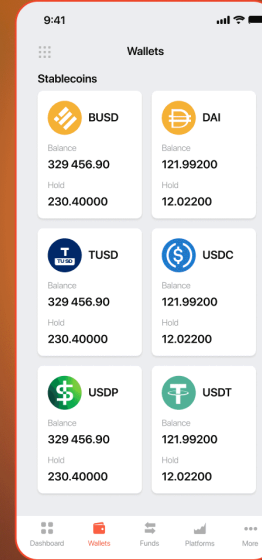 9:41
Wallets
Stablecoins
BUSD
Balance
329 456.90
Hold
230.40000
DAI
Balance
121.99200
Hold
12.02200
T
TUSD
TUSD
Balance
329 456.90
Hold
230.40000
$
USDC
Balance
121.99200
Hold
12.02200
$
USDP
Balance
329 456.90
Hold
230.40000
USDT
Balance
121.99200
Hold
12.02200
Dashboard
Wallets
Funds
Platforms
More